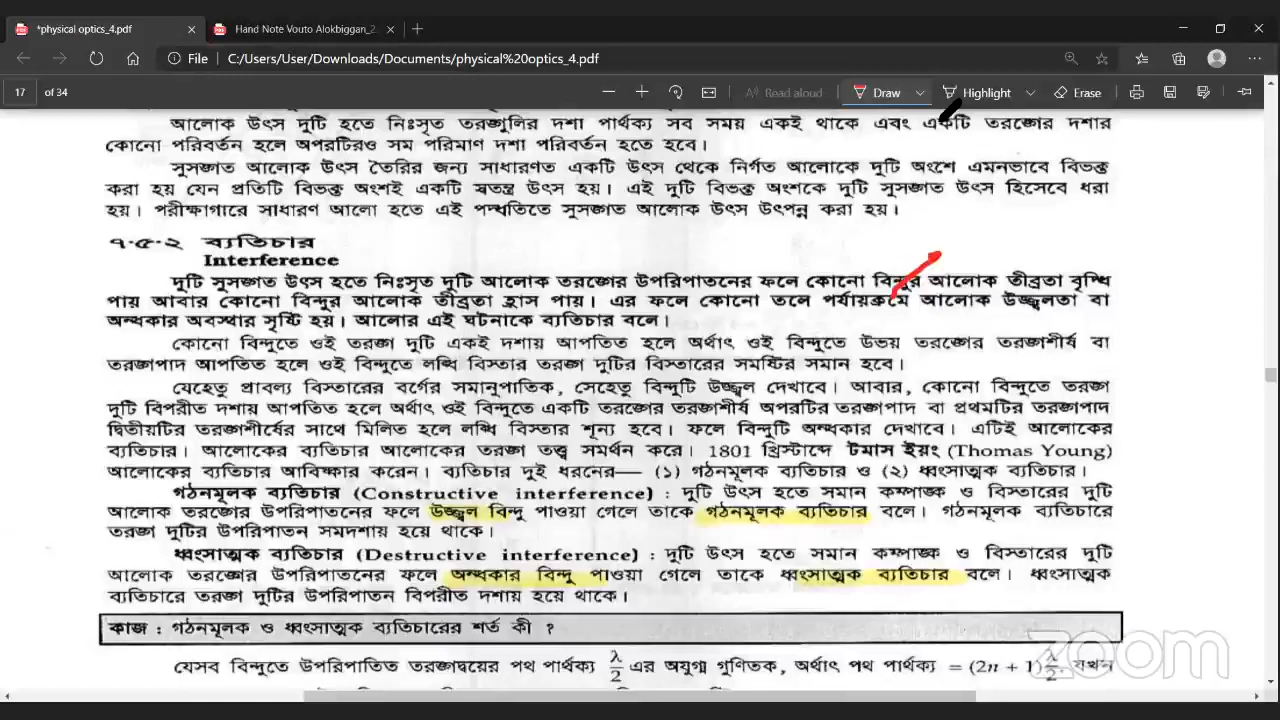 *physical optics_4.pdf
Hand Note Vouto Alokbiggan_2
File
C:/Users/User/Downloads/Documents/physical%20optics_4.pdf
17 of 34
Read aloud
Draw
Highlight
Erase
আলোক উৎস দুটি হতে নিঃসৃত তরঙ্গগুলির দশা পার্থক্য সব সময় একই থাকে এবং একটি তরঙ্গের দশার
কোনো পরিবর্তন হলে অপরটিরও সম পরিমাণ দশা পরিবর্তন হতে হবে।
সুসঙ্গত আলোক উৎস তৈরির জন্য সাধারণত একটি উৎস থেকে নির্গত আলোকে দুটি অংশে এমনভাবে বিভক্ত
করা হয় যেন প্রতিটি বিভক্ত অংশই একটি স্বতন্ত্র উৎস হয়। এই দুটি বিভক্ত অংশকে দুটি সুসঙ্গত উৎস হিসেবে ধরা
হয়। পরীক্ষাগারে সাধারণ আলো হতে এই পদ্ধতিতে সুসঙ্গত আলোক উৎস উৎপন্ন করা হয়।
৭·৫·২ ব্যতিচার
Interference
দুটি সুসঙ্গত উৎস হতে নিঃসৃত দুটি আলোক তরঙ্গের উপরিপাতনের ফলে কোনো বিন্দুর আলোক তীব্রতা বৃদ্ধি
পায় আবার কোনো বিন্দুর আলোক তীব্রতা হ্রাস পায়। এর ফলে কোনো তলে পর্যায়ক্রমে আলোক উজ্জ্বলতা বা
অন্ধকার অবস্থার সৃষ্টি হয়। আলোর এই ঘটনাকে ব্যতিচার বলে।
কোনো বিন্দুতে ওই তরঙ্গ দুটি একই দশায় আপতিত হলে অর্থাৎ ওই বিন্দুতে উভয় তরঙ্গের তরঙ্গশীর্ষ বা
তরঙ্গপাদ আপতিত হলে ওই বিন্দুতে লব্ধি বিস্তার তরঙ্গ দুটির বিস্তারের সমষ্টির সমান হবে।
যেহেতু প্রাবল্য বিস্তারের বর্গের সমানুপাতিক, সেহেতু বিন্দুটি উজ্জ্বল দেখাবে। আবার, কোনো বিন্দুতে তরঙ্গ
দুটি বিপরীত দশায় আপতিত হলে অর্থাৎ ওই বিন্দুতে একটি তরঙ্গের তরঙ্গশীর্ষ অপরটির তরঙ্গপাদ বা প্রথমটির তরঙ্গপাদ
দ্বিতীয়টির তরঙ্গশীর্ষের সাথে মিলিত হলে লব্ধি বিস্তার শূন্য হবে। ফলে বিন্দুটি অন্ধকার দেখাবে। এটিই আলোকের
ব্যতিচার। আলোকের ব্যতিচার আলোকের তরঙ্গ তত্ত্ব সমর্থন করে। 1801 খ্রিস্টাব্দে টমাস ইয়ং (Thomas Young)
আলোকের ব্যতিচার আবিষ্কার করেন। ব্যতিচার দুই ধরনের— (১) গঠনমূলক ব্যতিচার ও (২) ধ্বংসাত্মক ব্যতিচার।
গঠনমূলক ব্যতিচার (Constructive interference) : দুটি উৎস হতে সমান কম্পাঙ্ক ও বিস্তারের দুটি
আলোক তরঙ্গের উপরিপাতনের ফলে উজ্জ্বল বিন্দু পাওয়া গেলে তাকে গঠনমূলক ব্যতিচার বলে। গঠনমূলক ব্যতিচারে
তরঙ্গ দুটির উপরিপাতন সমদশায় হয়ে থাকে।
ধ্বংসাত্মক ব্যতিচার (Destructive interference) : দুটি উৎস হতে সমান কম্পাঙ্ক ও বিস্তারের দুটি
আলোক তরঙ্গের উপরিপাতনের ফলে অন্ধকার বিন্দু পাওয়া গেলে তাকে ধ্বংসাত্মক ব্যতিচার বলে। ধ্বংসাত্মক
ব্যতিচারে তরঙ্গ দুটির উপরিপাতন বিপরীত দশায় হয়ে থাকে।
কাজ : গঠনমূলক ও ধ্বংসাত্মক ব্যতিচারের শর্ত কী ?
যেসব বিন্দুতে উপরিপাতিত তরঙ্গদ্বয়ের পথ পার্থক্য λ/2 এর অযুগ্ম গুণিতক, অর্থাৎ পথ পার্থক্য = (2n + 1)λ/2, যখন
zoom